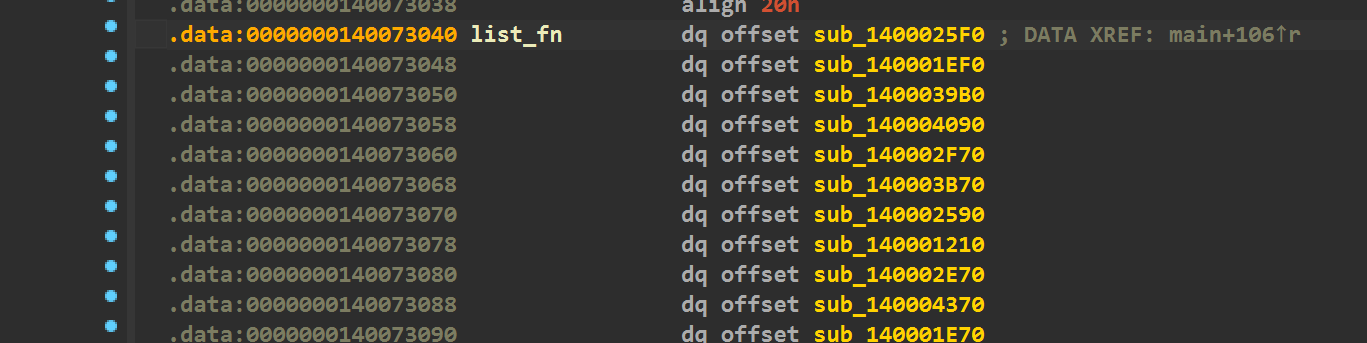 .data:0000000140073038 align 20h
.data:0000000140073040 list_fn dq offset sub_1400025F0 ; DATA XREF: main+106↑r
.data:0000000140073048 dq offset sub_140001EF0
.data:0000000140073050 dq offset sub_1400039B0
.data:0000000140073058 dq offset sub_140004090
.data:0000000140073060 dq offset sub_140002F70
.data:0000000140073068 dq offset sub_140003B70
.data:0000000140073070 dq offset sub_140002590
.data:0000000140073078 dq offset sub_140001210
.data:0000000140073080 dq offset sub_140002E70
.data:0000000140073088 dq offset sub_140004370
.data:0000000140073090 dq offset sub_140001E70